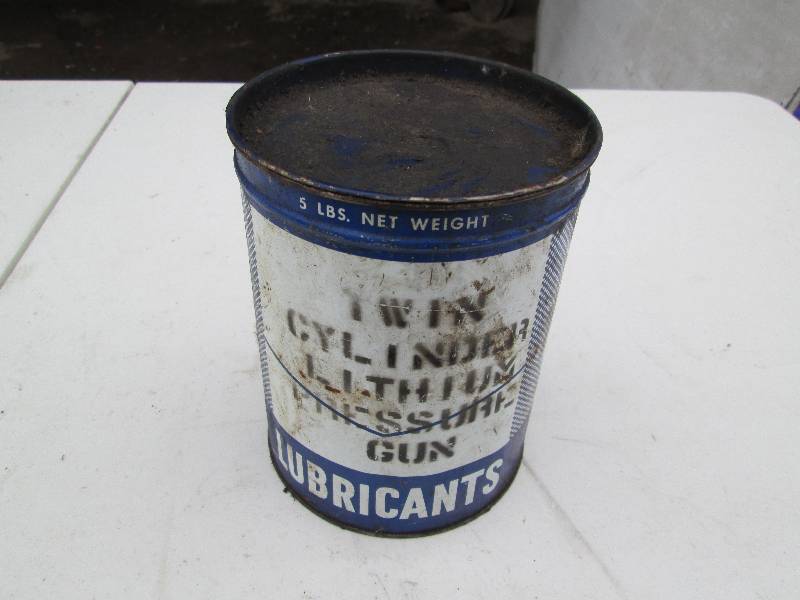 5 LBS. NET WEIGHT
TWIN
CYLINDER
LITHIUM
PRESSURE
GUN
LUBRICANTS